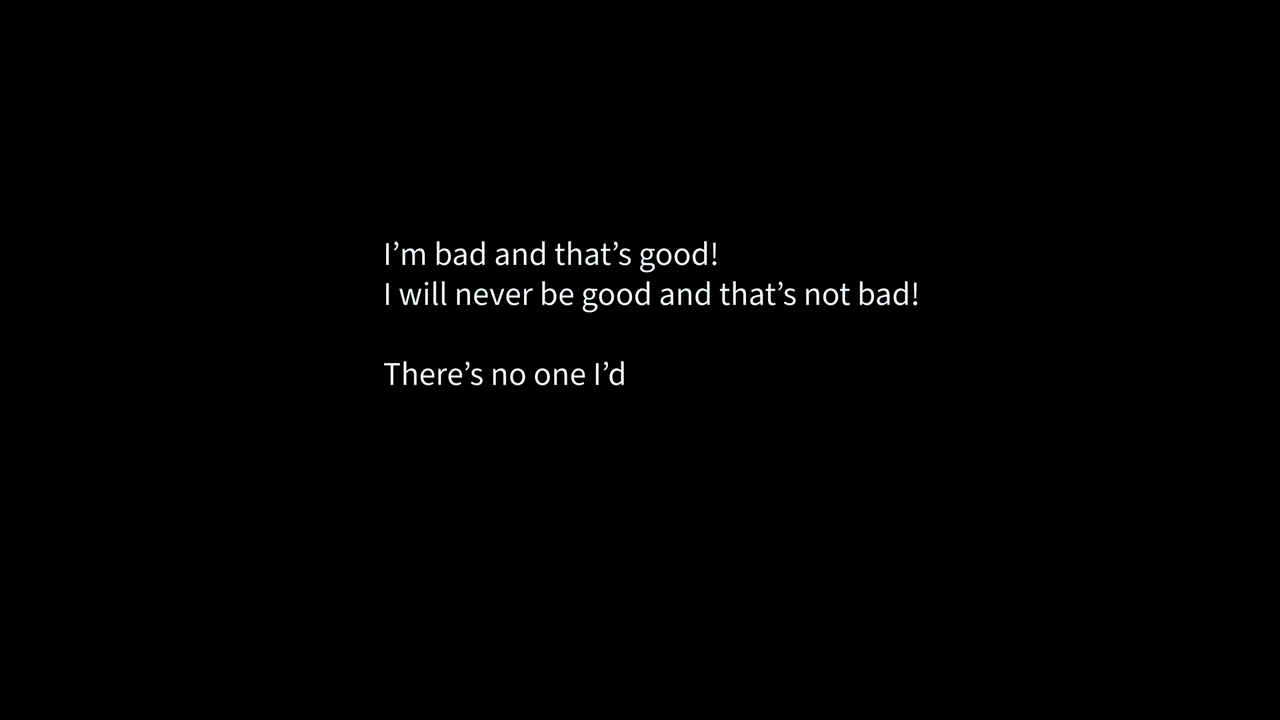 I’m bad and that’s good!
I will never be good and that’s not bad!
There’s no one I’d